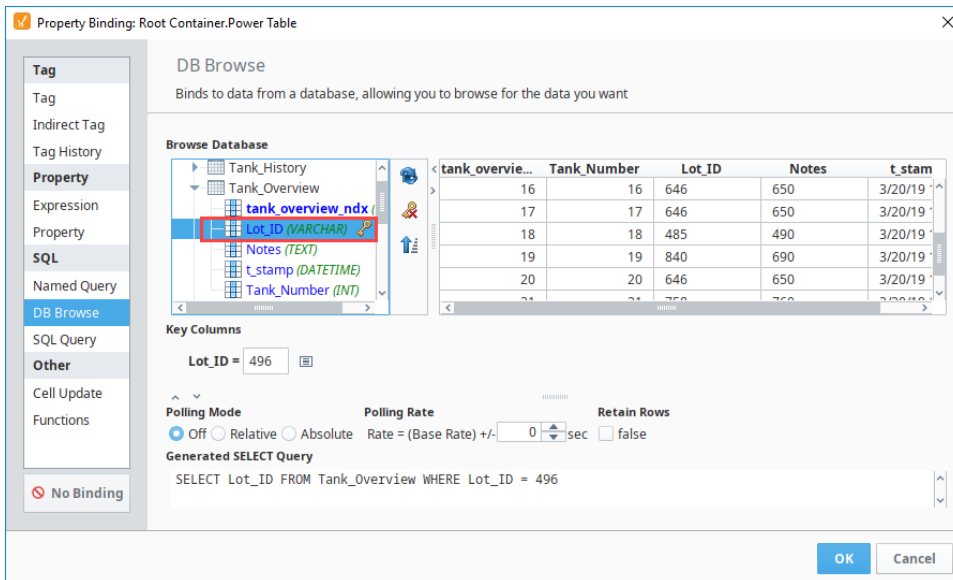 Property Binding: Root Container.Power Table
Tag
Tag
Indirect Tag
Tag History
Property
Expression
Property
SQL
Named Query
DB Browse
SQL Query
Other
Cell Update
Functions
No Binding
DB Browse
Binds to data from a database, allowing you to browse for the data you want
Browse Database
Tank_History
Tank_Overview
tank_overview_ndx (
Lot_ID (VARCHAR)
Notes (TEXT)
t_stamp (DATETIME)
Tank_Number (INT)
tank_overvie... Tank_Number Lot_ID Notes t_stam
16 16 646 650 3/20/19
17 17 646 650 3/20/19
18 18 485 490 3/20/19
19 19 840 690 3/20/19
20 20 646 650 3/20/19
Key Columns
Lot_ID = 496
Polling Mode Polling Rate Retain Rows
Off Relative Absolute Rate = (Base Rate) +/- 0 sec false
Generated SELECT Query
SELECT Lot_ID FROM Tank_Overview WHERE Lot_ID = 496
OK Cancel